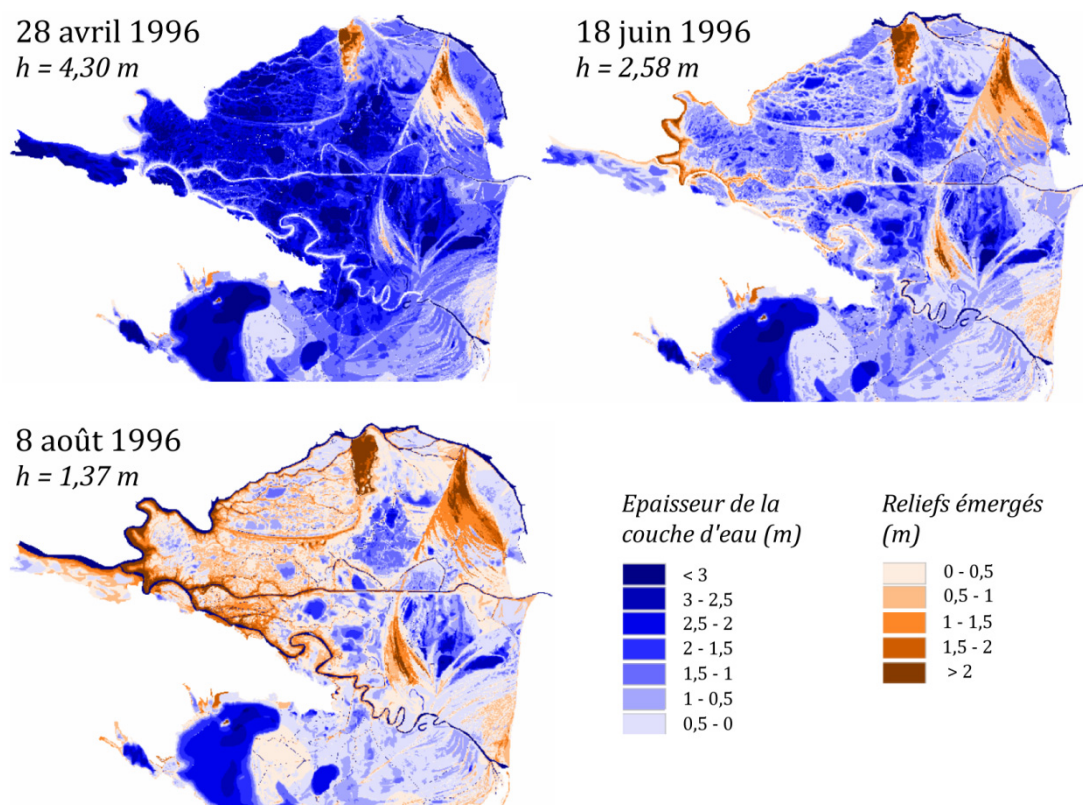 28 avril 1996
h = 4,30 m
18 juin 1996
h = 2,58 m
8 août 1996
h = 1,37 m
Epaisseur de la
couche d'eau (m)
< 3
3 - 2,5
2,5 - 2
2 - 1,5
1,5 - 1
1 - 0,5
0,5 - 0
Reliefs émergés
(m)
0 - 0,5
0,5 - 1
1 - 1,5
1,5 - 2
> 2